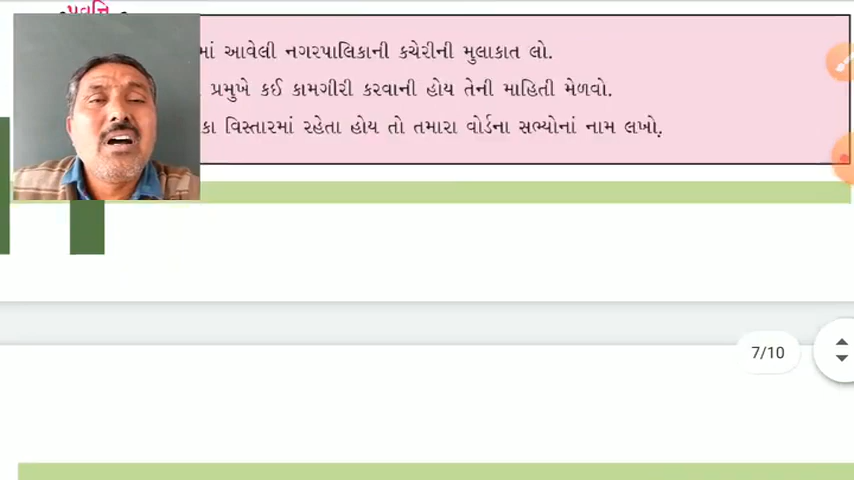 આવેલી નગરપાલિકાની કચેરીની મુલાકાત લો.
પ્રમુખે કઈ કામગીરી કરવાની હોય તેની માહિતી મેળવો.
વિસ્તારમાં રહેતા હોય તો તમારા વોર્ડના સભ્યોનાં નામ લખો.
7/10